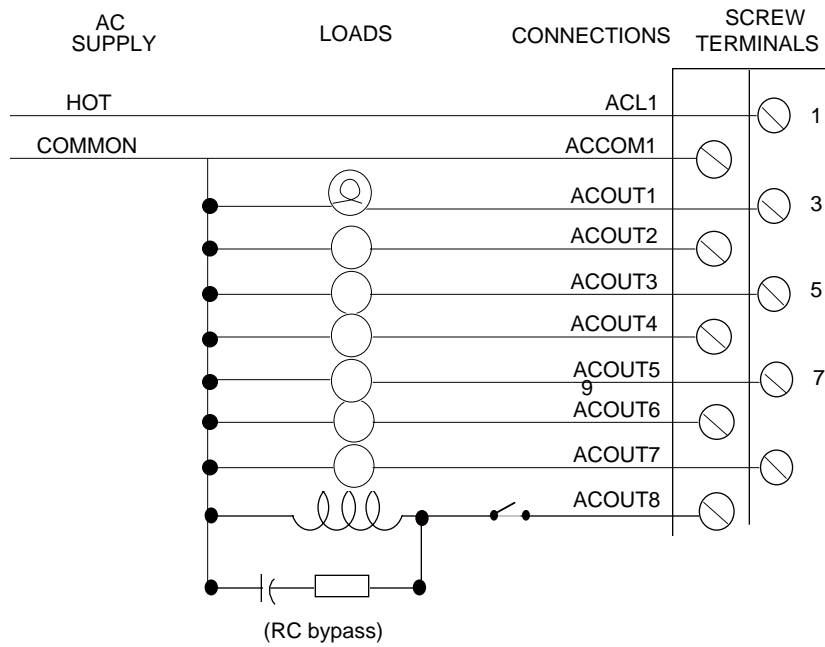 AC
SUPPLY
LOADS
CONNECTIONS
SCREW
TERMINALS
HOT
ACL1
1
COMMON
ACCOM1
ACOUT1
3
ACOUT2
ACOUT3
5
ACOUT4
ACOUT5
7
9
ACOUT6
ACOUT7
ACOUT8
(RC bypass)